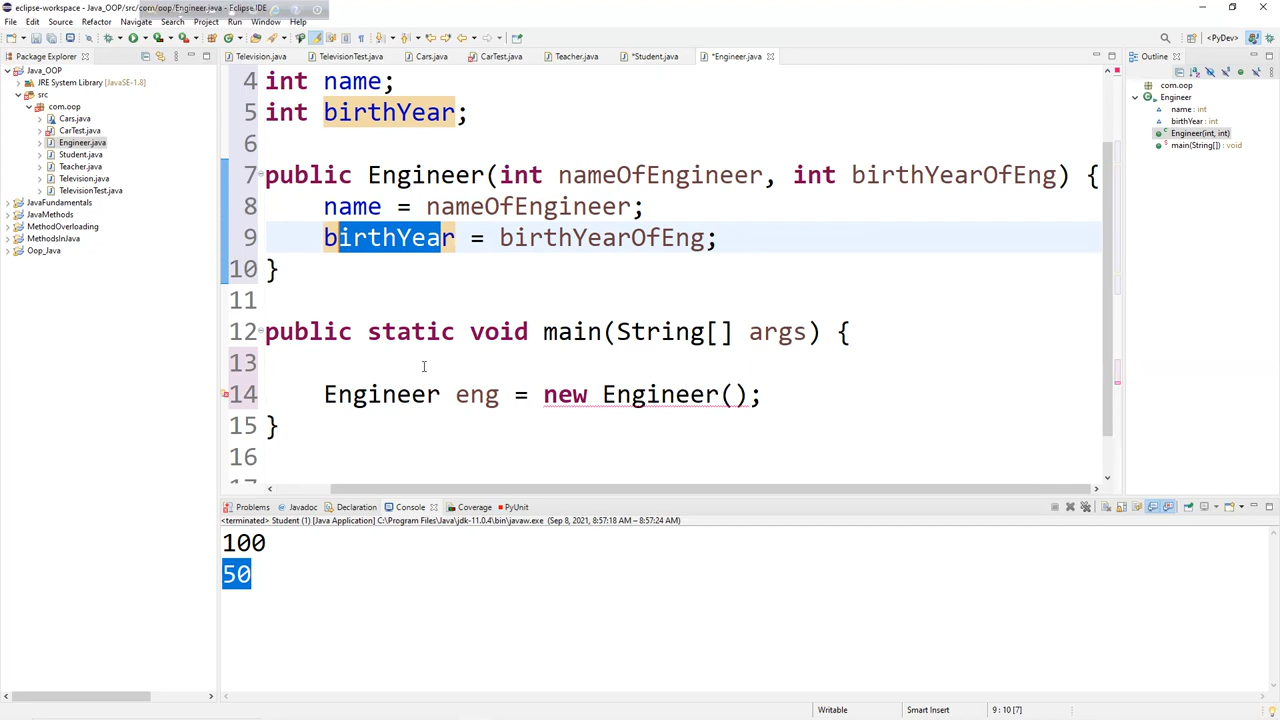 eclipse-workspace - Java_OOP/src/com/oop/Engineer.java - Eclipse IDE
File Edit Source Refactor Navigate Search Project Run Window Help
<PyDev>
Package Explorer
Java_OOP
JRE System Library [JavaSE-1.8]
src
com.oop
Cars.java
CarTest.java
Engineer.java
Student.java
Teacher.java
Television.java
TelevisionTest.java
JavaFundamentals
JavaMethods
MethodOverloading
MethodsInJava
Oop_Java
Television.java TelevisionTest.java Cars.java CarTest.java Teacher.java *Student.java *Engineer.java
4 int name;
5 int birthYear;
6
7 public Engineer(int nameOfEngineer, int birthYearOfEng) {
8 name = nameOfEngineer;
9 birthYear = birthYearOfEng;
10 }
11
12 public static void main(String[] args) {
13
14 Engineer eng = new Engineer();
15 }
16
17
Outline
com.oop
Engineer
name : int
birthYear : int
Engineer(int, int)
main(String[]) : void
Problems Javadoc Declaration Console Coverage PyUnit
<terminated> Student (1) [Java Application] C:\Program Files\Java\jdk-11.0.4\bin\javaw.exe (Sep 8, 2021, 8:57:18 AM – 8:57:24 AM)
100
50
Writable Smart Insert 9 : 10 [7]